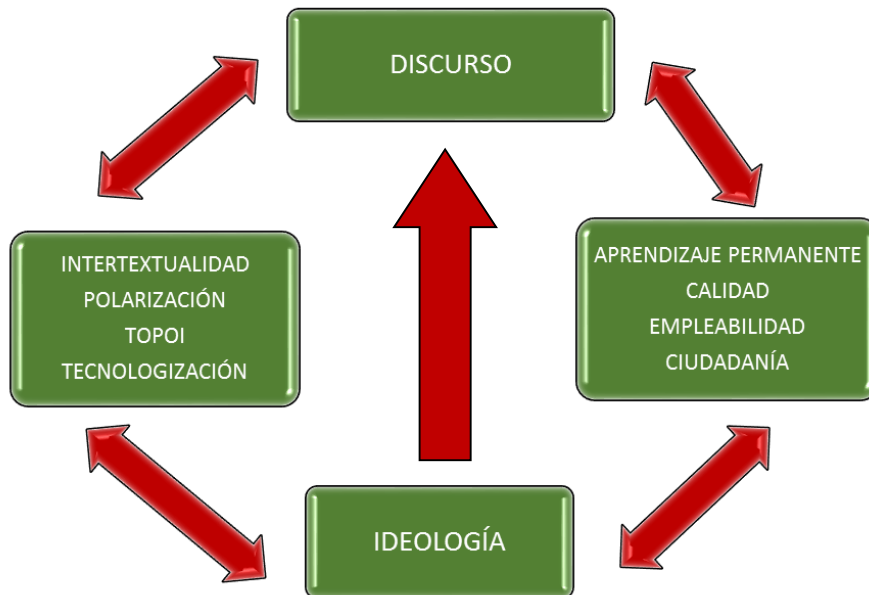 DISCURSO
INTERTEXTUALIDAD
POLARIZACIÓN
TOPOI
TECNOLOGIZACIÓN
APRENDIZAJE PERMANENTE
CALIDAD
EMPLEABILIDAD
CIUDADANÍA
IDEOLOGÍA